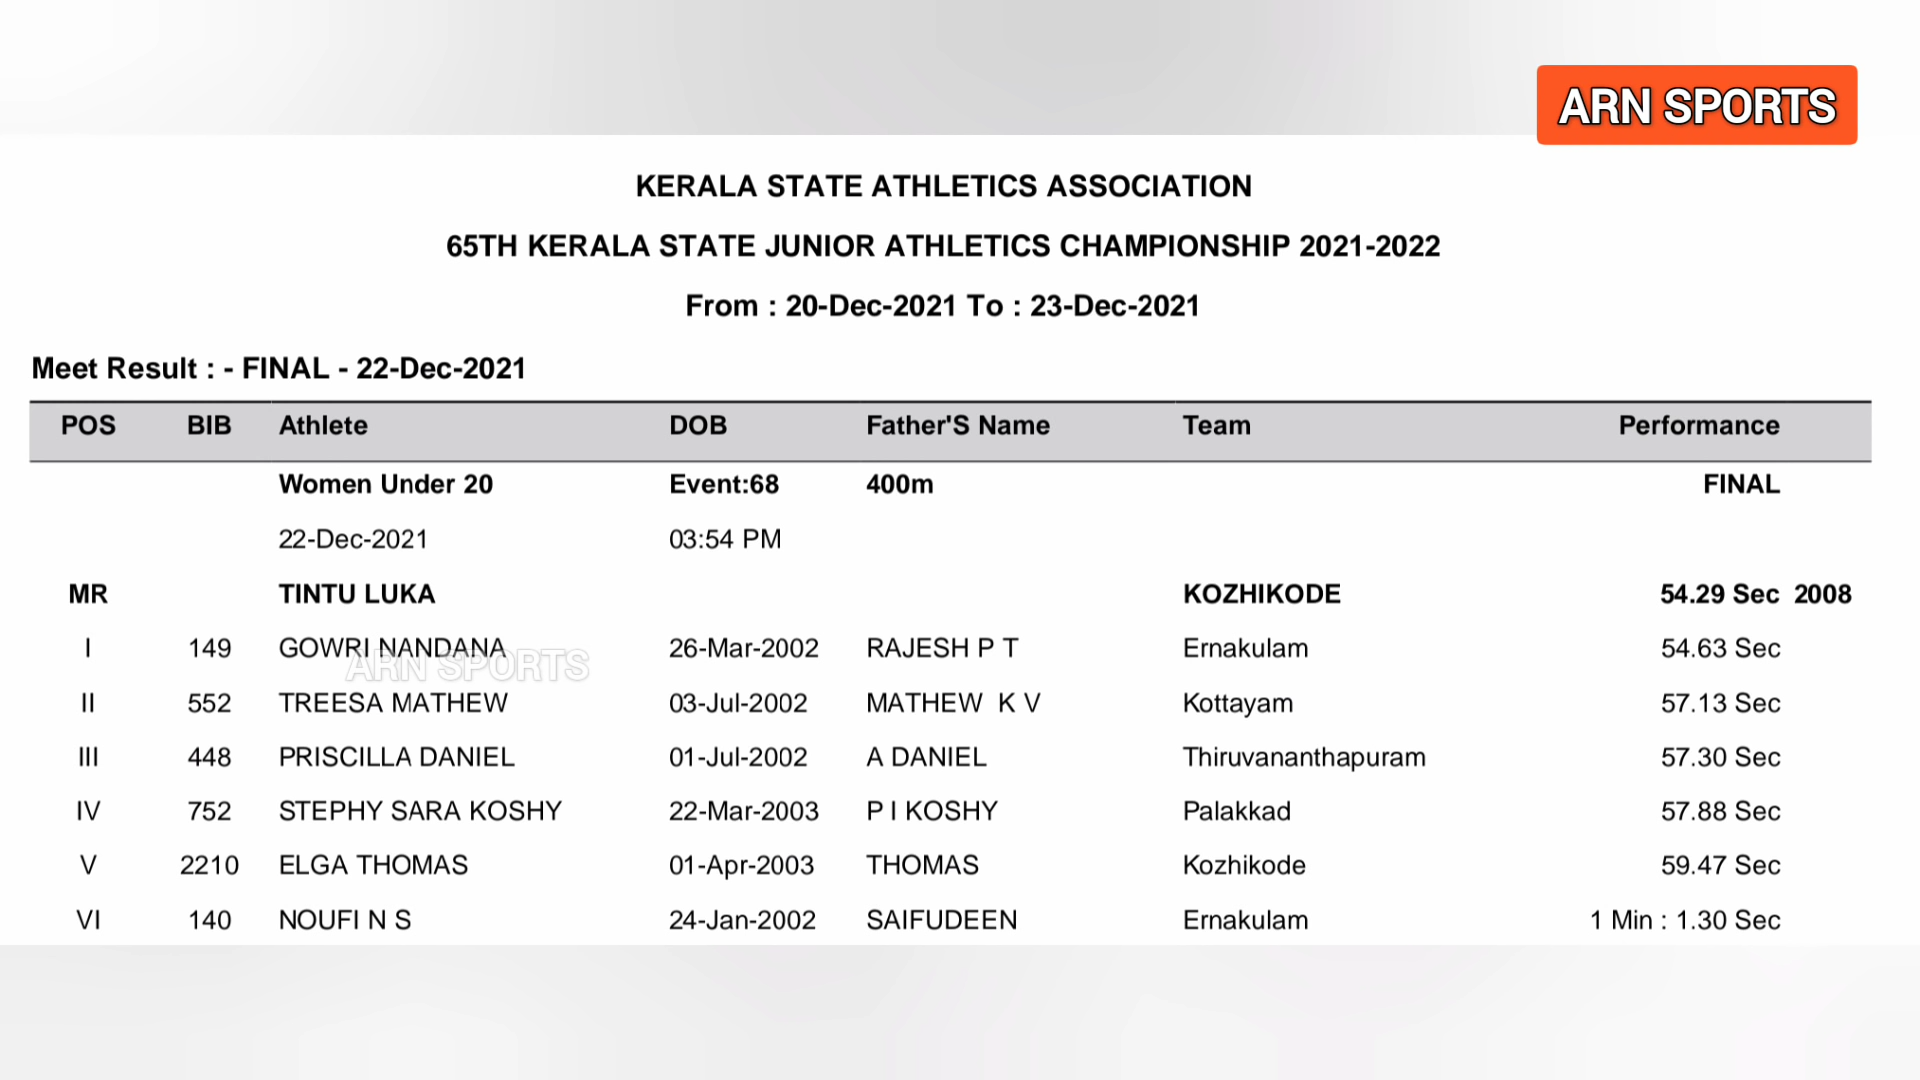 ARN SPORTS
KERALA STATE ATHLETICS ASSOCIATION
65TH KERALA STATE JUNIOR ATHLETICS CHAMPIONSHIP 2021-2022
From : 20-Dec-2021 To : 23-Dec-2021
Meet Result : - FINAL - 22-Dec-2021
POS BIB Athlete DOB Father'S Name Team Performance
Women Under 20 Event:68 400m FINAL
22-Dec-2021 03:54 PM
MR TINTU LUKA KOZHIKODE 54.29 Sec 2008
I 149 GOWRI NANDANA 26-Mar-2002 RAJESH P T Ernakulam 54.63 Sec
ARN SPORTS
II 552 TREESA MATHEW 03-Jul-2002 MATHEW K V Kottayam 57.13 Sec
III 448 PRISCILLA DANIEL 01-Jul-2002 A DANIEL Thiruvananthapuram 57.30 Sec
IV 752 STEPHY SARA KOSHY 22-Mar-2003 P I KOSHY Palakkad 57.88 Sec
V 2210 ELGA THOMAS 01-Apr-2003 THOMAS Kozhikode 59.47 Sec
VI 140 NOUFI N S 24-Jan-2002 SAIFUDEEN Ernakulam 1 Min : 1.30 Sec